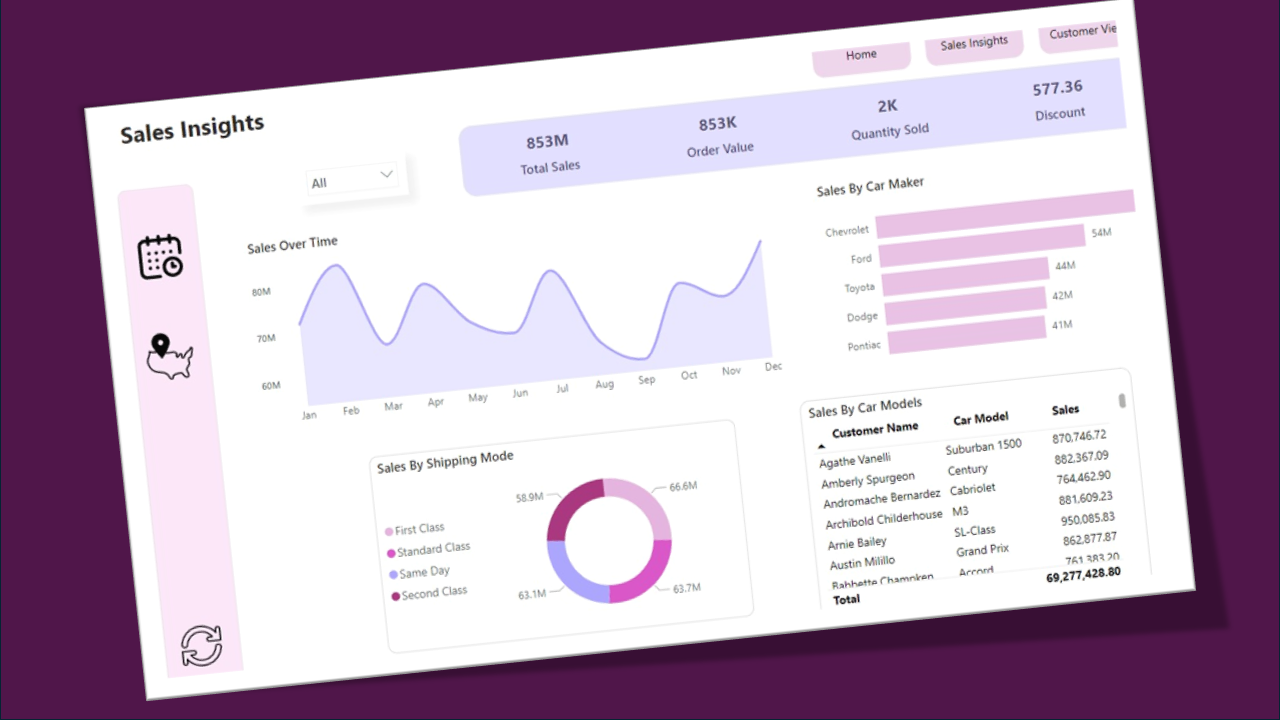 Home
Sales Insights
Customer Vie
Sales Insights
853M
Total Sales
853K
Order Value
2K
Quantity Sold
577.36
Discount
All
Sales Over Time
80M
70M
60M
Jan Feb Mar Apr May Jun Jul Aug Sep Oct Nov Dec
Sales By Car Maker
Chevrolet
Ford 54M
Toyota 44M
Dodge 42M
Pontiac 41M
Sales By Shipping Mode
First Class
Standard Class
Same Day
Second Class
58.9M
66.6M
63.1M
63.7M
Sales By Car Models
Customer Name Car Model Sales
Agathe Vanelli Suburban 1500 870,746.72
Amberly Spurgeon Century 882,367.09
Andromache Bernardez Cabriolet 764,462.90
Archibold Childerhouse M3 881,609.23
Arnie Bailey SL-Class 950,085.83
Austin Milillo Grand Prix 862,877.87
Babbette Champken Accord 761,383.20
Total 69,277,428.80